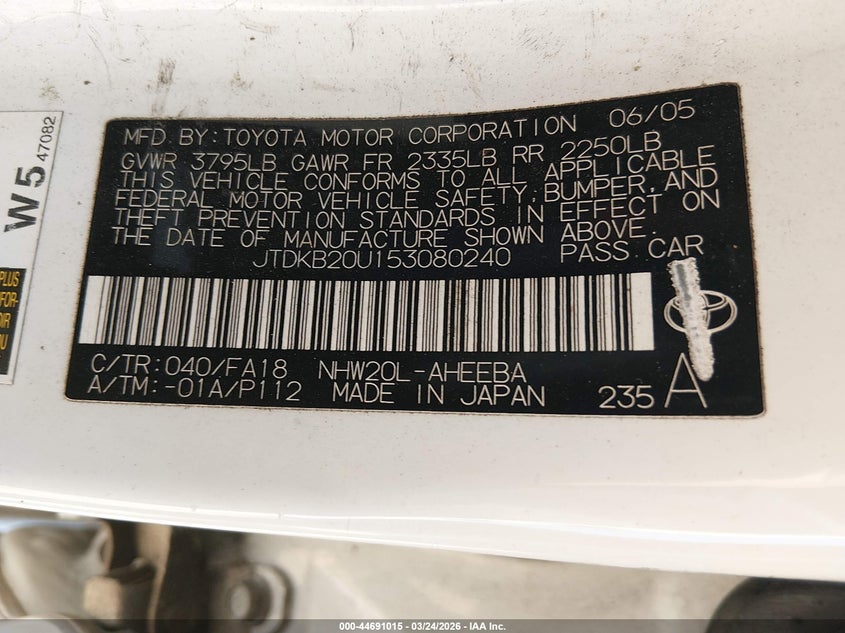 MFD BY: TOYOTA MOTOR CORPORATION 06/05
GVWR 3795LB GAWR FR 2335LB RR 2250LB
THIS VEHICLE CONFORMS TO ALL APPLICABLE
FEDERAL MOTOR VEHICLE SAFETY, BUMPER, AND
THEFT PREVENTION STANDARDS IN EFFECT ON
THE DATE OF MANUFACTURE SHOWN ABOVE.
JTDKB20U153080240 PASS CAR
C/TR: 040/FA18 NHW20L-AHEEBA
A/TM: -01A/P112 MADE IN JAPAN 235 A
W5 47082
PLUS
000-44691015 - 03/24/2026 - IAA Inc.